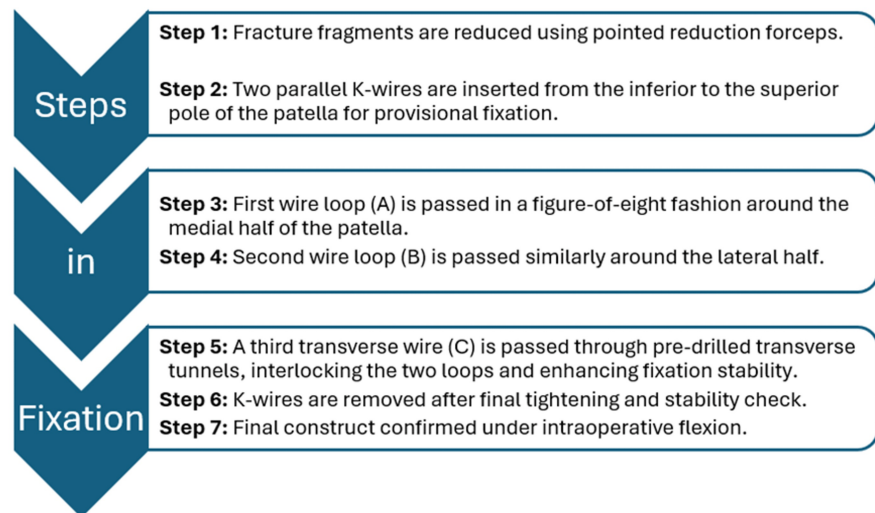 Steps
Step 1: Fracture fragments are reduced using pointed reduction forceps.
Step 2: Two parallel K-wires are inserted from the inferior to the superior
pole of the patella for provisional fixation.
in
Step 3: First wire loop (A) is passed in a figure-of-eight fashion around the
medial half of the patella.
Step 4: Second wire loop (B) is passed similarly around the lateral half.
Fixation
Step 5: A third transverse wire (C) is passed through pre-drilled transverse
tunnels, interlocking the two loops and enhancing fixation stability.
Step 6: K-wires are removed after final tightening and stability check.
Step 7: Final construct confirmed under intraoperative flexion.